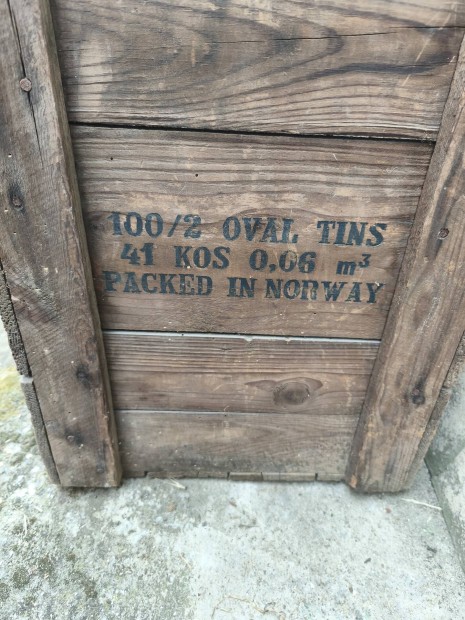 100/2 OVAL TINS
41 KOS 0,06 m³
PACKED IN NORWAY